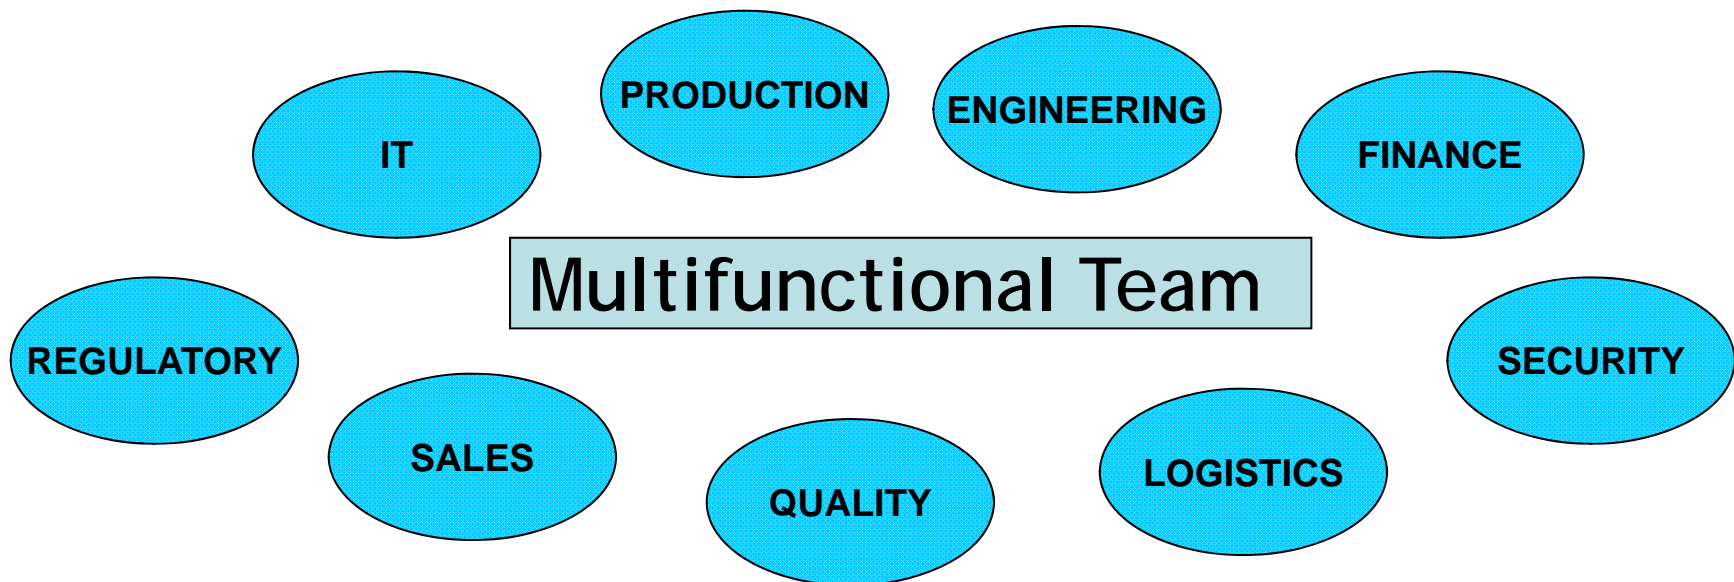 PRODUCTION
ENGINEERING
IT
FINANCE
Multifunctional Team
REGULATORY
SECURITY
SALES
LOGISTICS
QUALITY